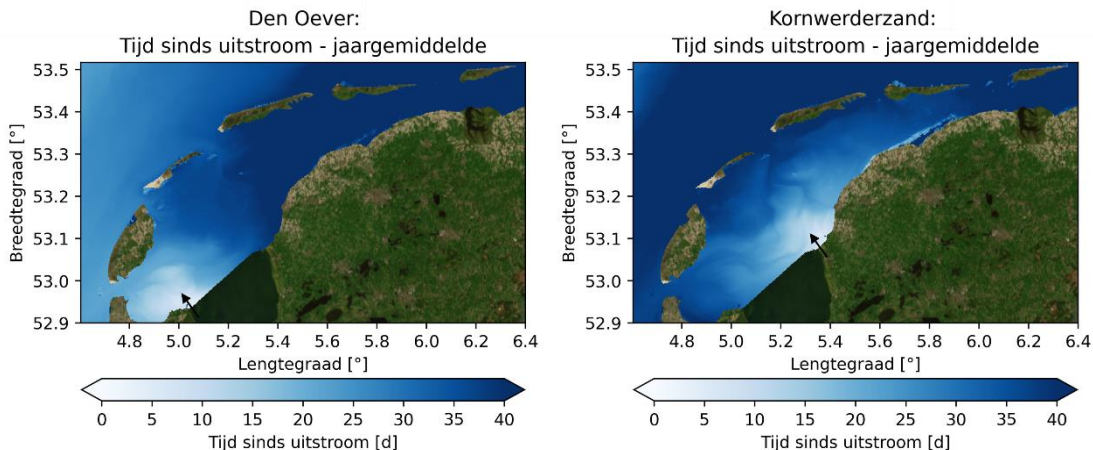 Den Oever:
Tijd sinds uitstroom - jaargemiddelde
53.5
53.4
53.3
53.2
53.1
53.0
52.9
Breedtegraad [°]
4.8 5.0 5.2 5.4 5.6 5.8 6.0 6.2 6.4
Lengtegraad [°]
0 5 10 15 20 25 30 35 40
Tijd sinds uitstroom [d]
Kornwerderzand:
Tijd sinds uitstroom - jaargemiddelde
53.5
53.4
53.3
53.2
53.1
53.0
52.9
Breedtegraad [°]
4.8 5.0 5.2 5.4 5.6 5.8 6.0 6.2 6.4
Lengtegraad [°]
0 5 10 15 20 25 30 35 40
Tijd sinds uitstroom [d]